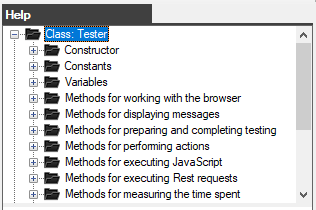 Help
Class: Tester
Constructor
Constants
Variables
Methods for working with the browser
Methods for displaying messages
Methods for preparing and completing testing
Methods for performing actions
Methods for executing JavaScript
Methods for executing Rest requests
Methods for measuring the time spent